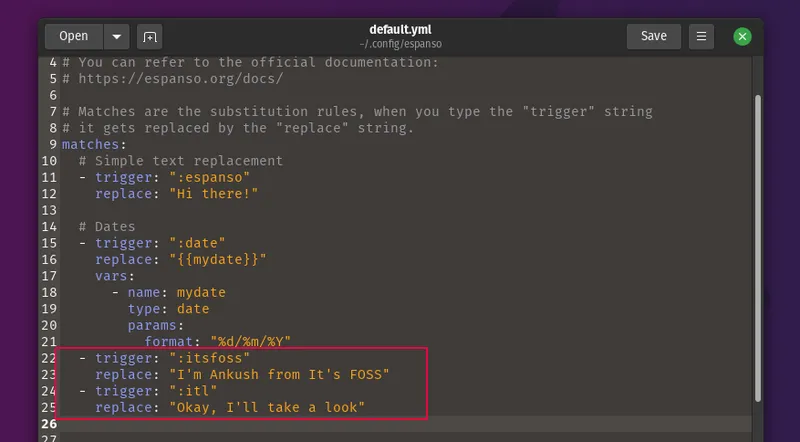 Open
default.yml
~/.config/espanso
Save
4 # You can refer to the official documentation:
5 # https://espanso.org/docs/
6
7 # Matches are the substitution rules, when you type the "trigger" string
8 # it gets replaced by the "replace" string.
9 matches:
10   # Simple text replacement
11   - trigger: ":espanso"
12     replace: "Hi there!"
13
14   # Dates
15   - trigger: ":date"
16     replace: "{{mydate}}"
17     vars:
18       - name: mydate
19         type: date
20         params:
21           format: "%d/%m/%Y"
22   - trigger: ":itsfoss"
23     replace: "I'm Ankush from It's FOSS"
24   - trigger: ":itl"
25     replace: "Okay, I'll take a look"
26
27